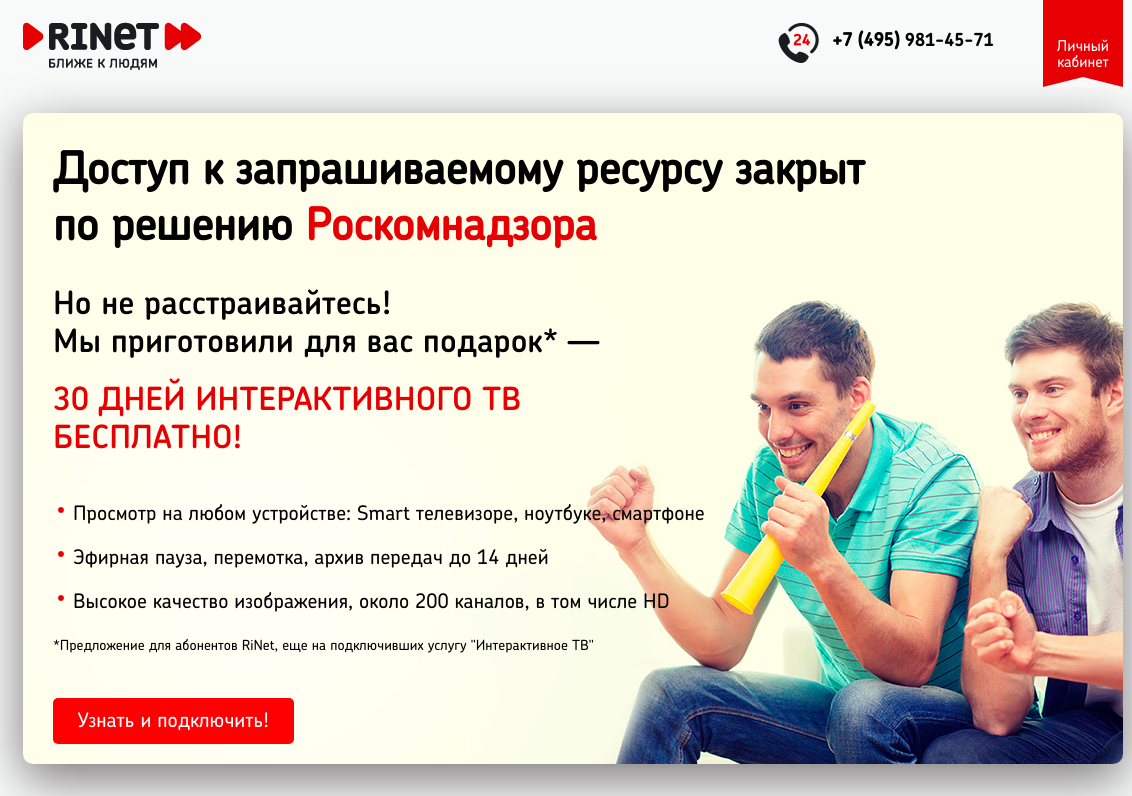 RINET
БЛИЖЕ К ЛЮДЯМ
24
+7 (495) 981-45-71
Личный
кабинет
Доступ к запрашиваемому ресурсу закрыт
по решению Роскомнадзора
Но не расстраивайтесь!
Мы приготовили для вас подарок* —
30 ДНЕЙ ИНТЕРАКТИВНОГО ТВ
БЕСПЛАТНО!
• Просмотр на любом устройстве: Smart телевизоре, ноутбуке, смартфоне
• Эфирная пауза, перемотка, архив передач до 14 дней
• Высокое качество изображения, около 200 каналов, в том числе HD
*Предложение для абонентов RiNet, еще на подключивших услугу "Интерактивное ТВ"
Узнать и подключить!